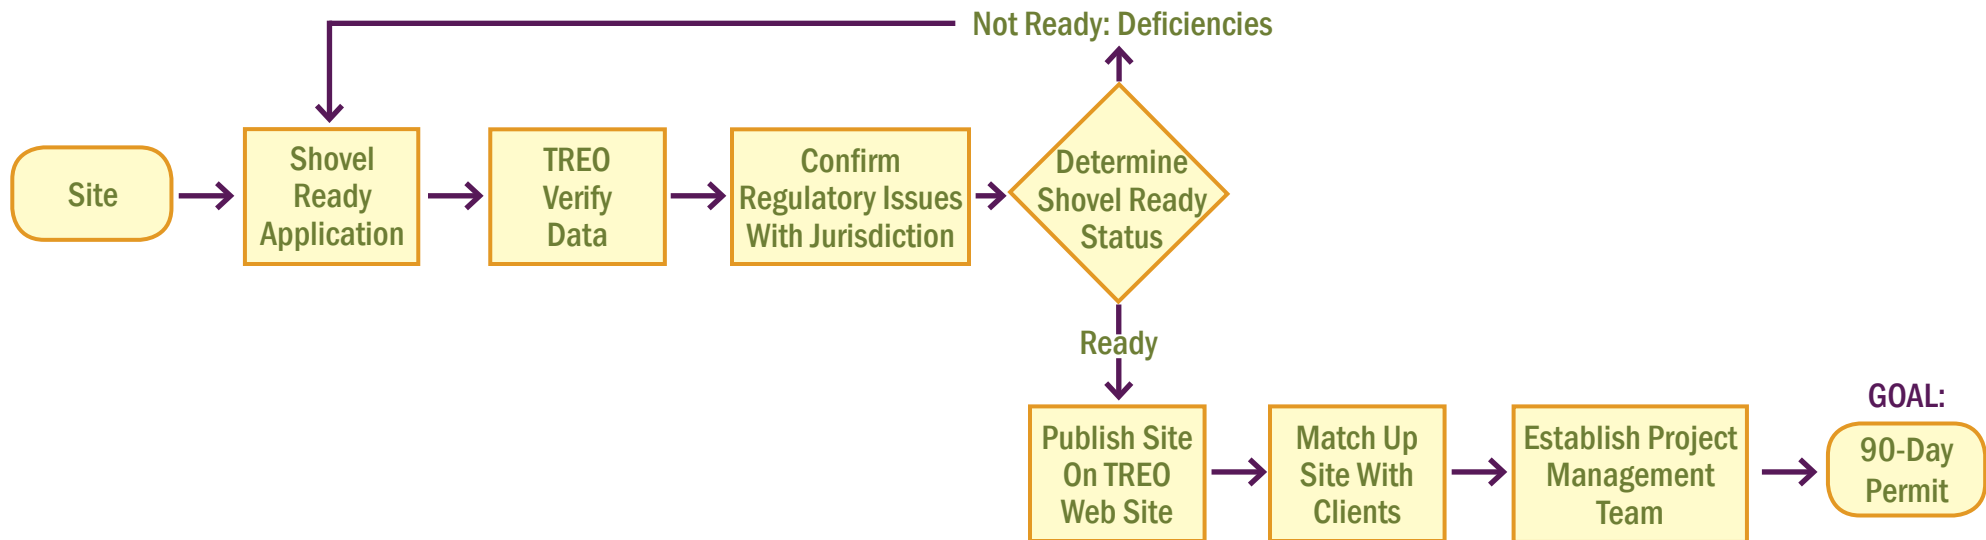 Not Ready: Deficiencies
Site
Shovel
Ready
Application
TREO
Verify
Data
Confirm
Regulatory Issues
With Jurisdiction
Determine
Shovel Ready
Status
Ready
Publish Site
On TREO
Web Site
Match Up
Site With
Clients
Establish Project
Management
Team
GOAL:
90-Day
Permit